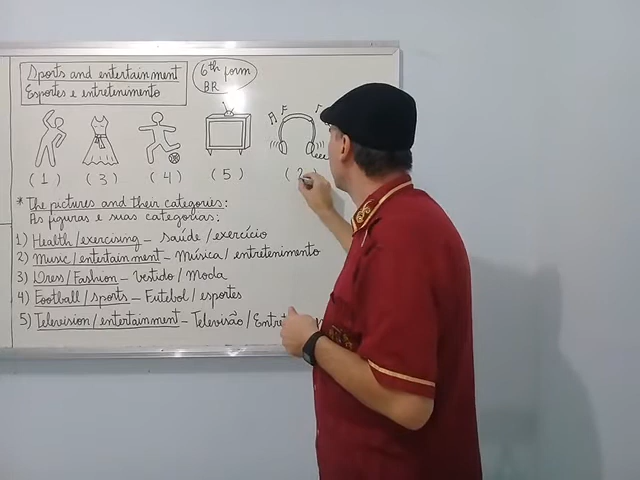 Sports and entertainment
Esportes e entretenimento
6th form
BR
(1) (3) (4) (5) (2
* The pictures and their categories:
As figuras e suas categorias:
1) Health/exercising – Saúde/exercício
2) Music/entertainment – Música/entretenimento
3) Dress/Fashion – Vestido/Moda
4) Football/sports – Futebol/esportes
5) Television/entertainment – Televisão/Entre